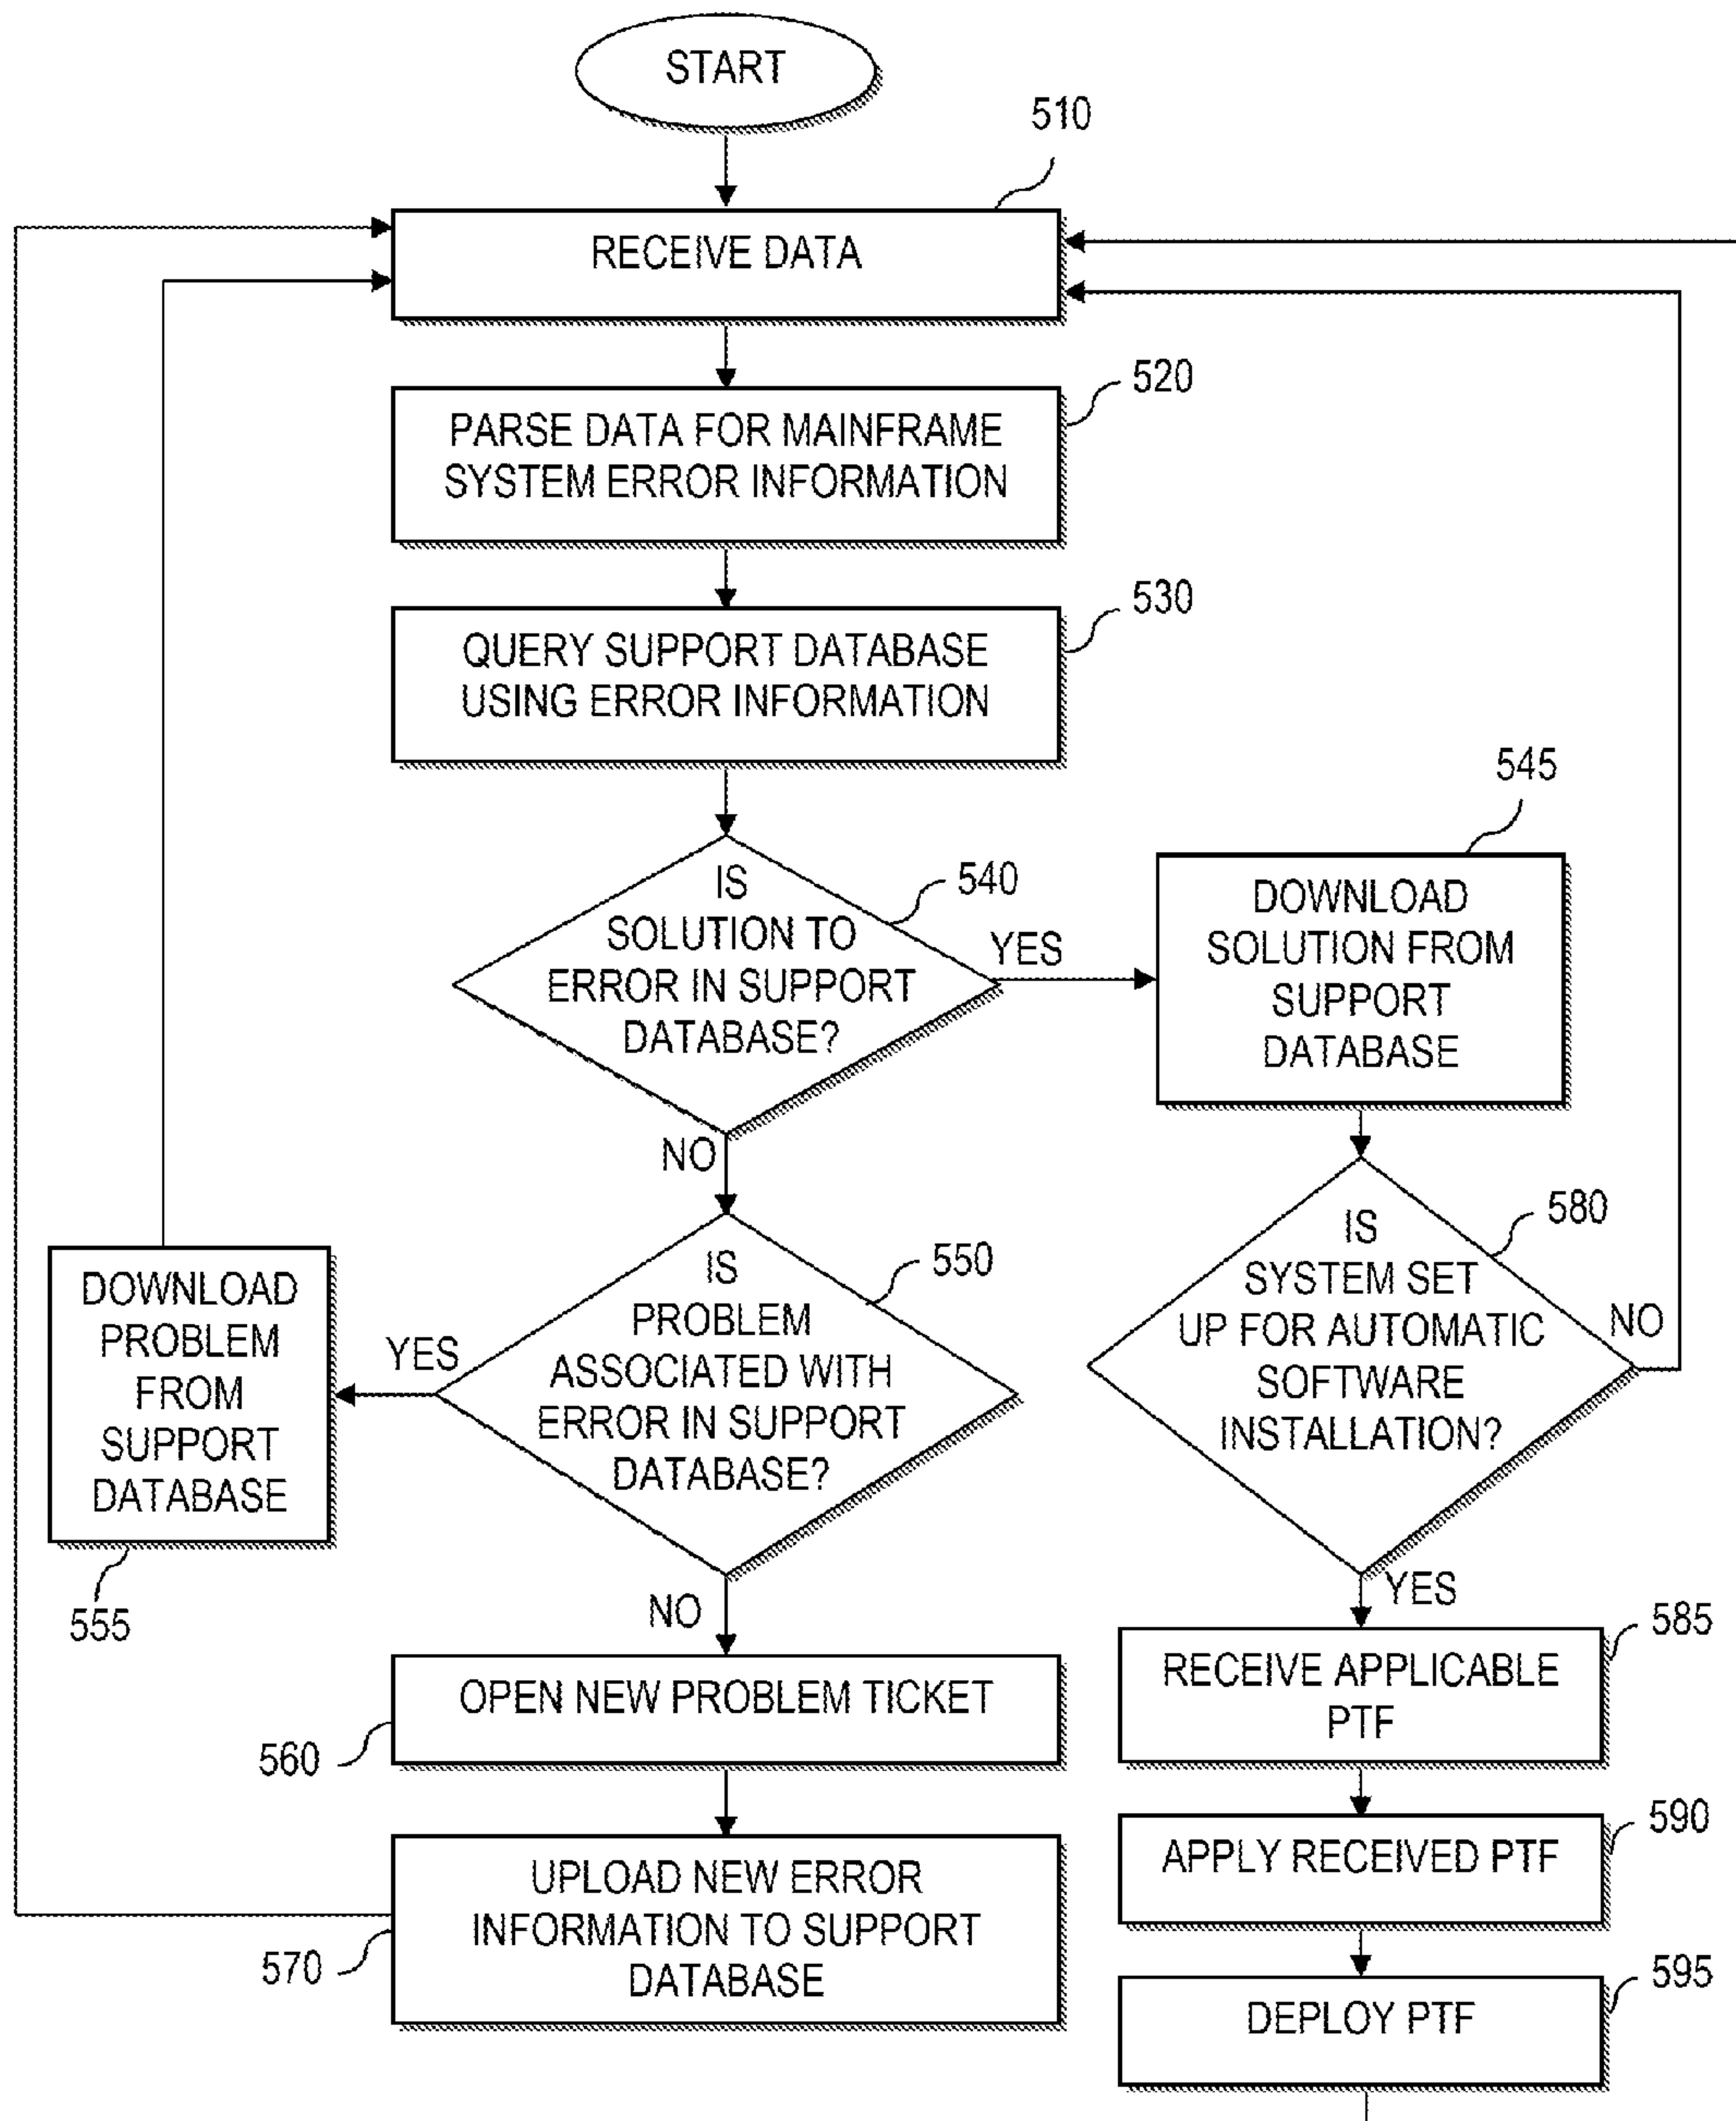 START
510
RECEIVE DATA
520
PARSE DATA FOR MAINFRAME
SYSTEM ERROR INFORMATION
530
QUERY SUPPORT DATABASE
USING ERROR INFORMATION
540
IS
SOLUTION TO
ERROR IN SUPPORT
DATABASE?
YES
545
DOWNLOAD
SOLUTION FROM
SUPPORT
DATABASE
NO
550
IS
PROBLEM
ASSOCIATED WITH
ERROR IN SUPPORT
DATABASE?
YES
DOWNLOAD
PROBLEM
FROM
SUPPORT
DATABASE
555
580
IS
SYSTEM SET
UP FOR AUTOMATIC
SOFTWARE
INSTALLATION?
NO
YES
NO
OPEN NEW PROBLEM TICKET
560
585
RECEIVE APPLICABLE
PTF
590
APPLY RECEIVED PTF
UPLOAD NEW ERROR
INFORMATION TO SUPPORT
DATABASE
570
595
DEPLOY PTF